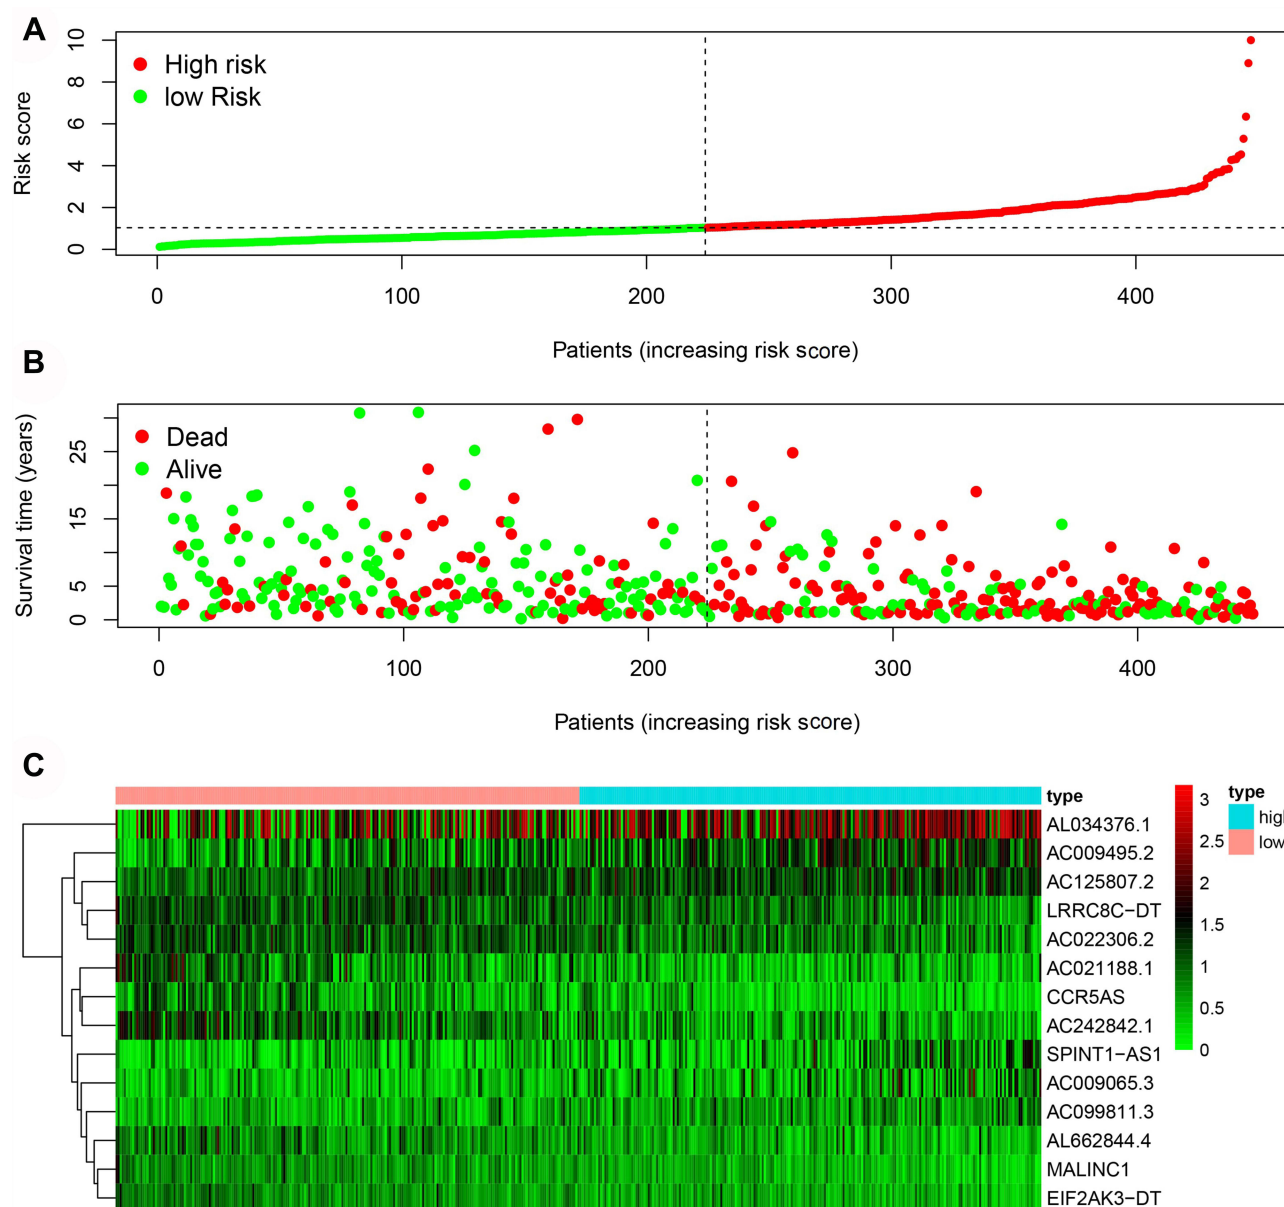 A
Risk score
10
8
6
4
2
0
High risk
low Risk
0 100 200 300 400
Patients (increasing risk score)
B
Survival time (years)
25
15
5
0
Dead
Alive
0 100 200 300 400
Patients (increasing risk score)
C
type
AL034376.1
AC009495.2
AC125807.2
LRRC8C−DT
AC022306.2
AC021188.1
CCR5AS
AC242842.1
SPINT1−AS1
AC009065.3
AC099811.3
AL662844.4
MALINC1
EIF2AK3−DT
3
2.5
2
1.5
1
0.5
0
type
low